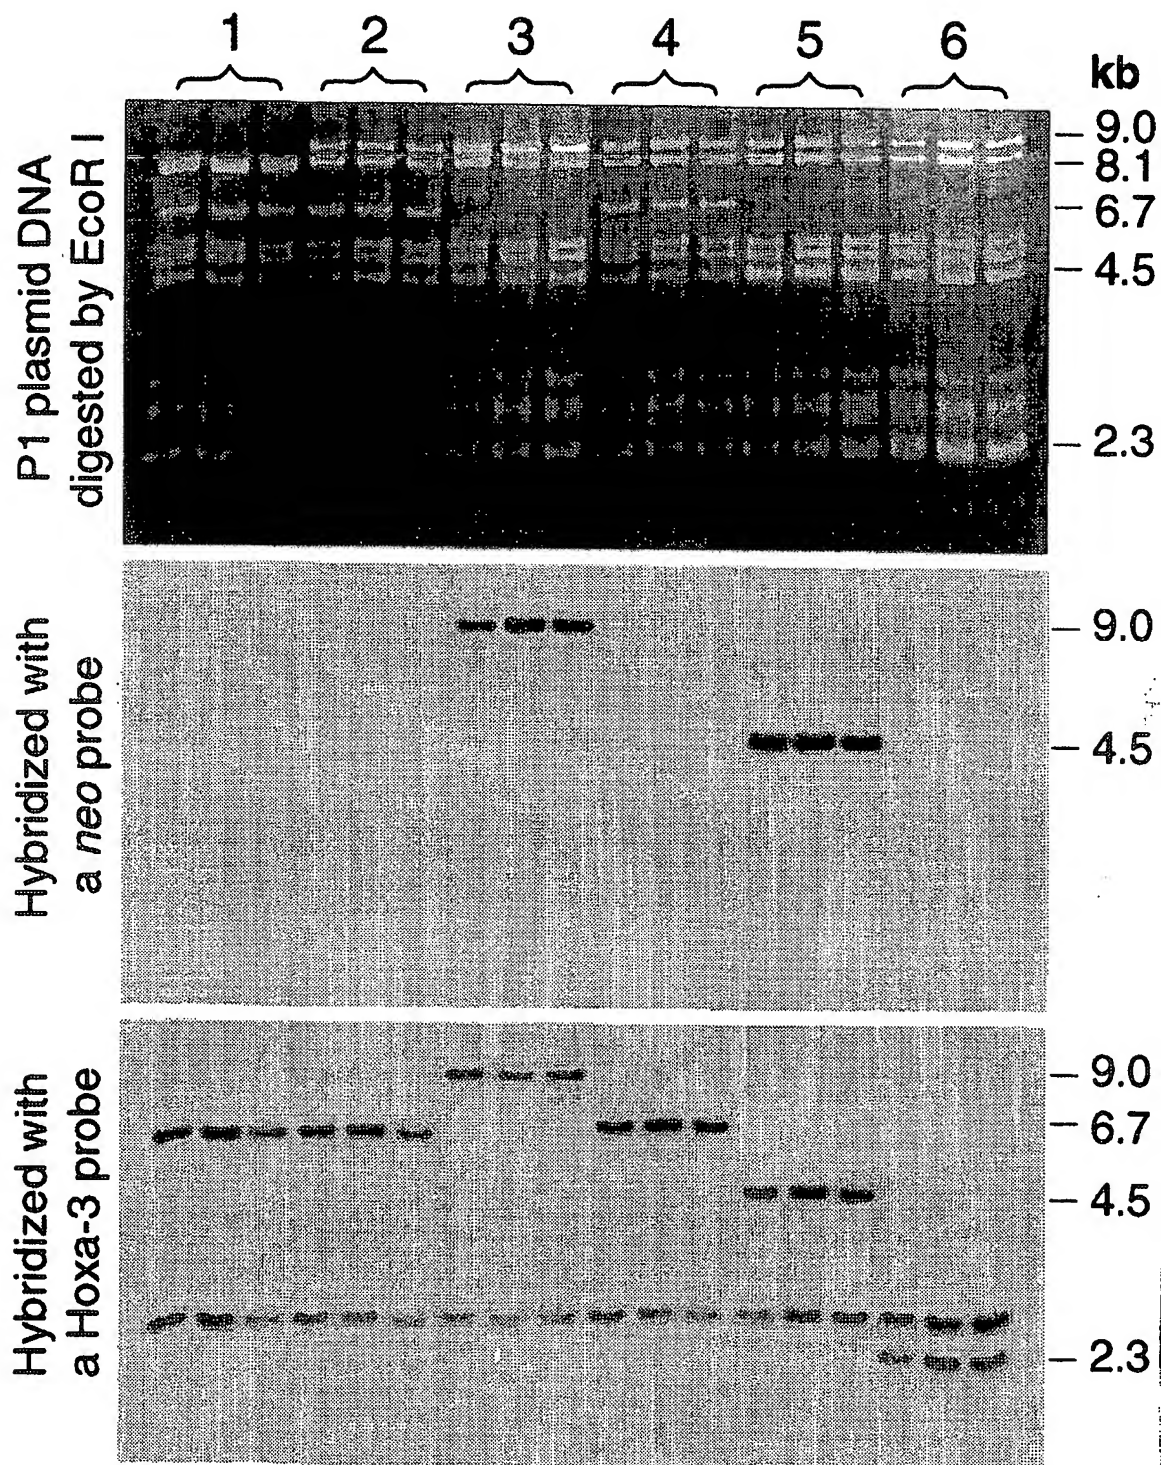 1 2 3 4 5 6
kb
P1 plasmid DNA
digested by EcoR I
9.0
8.1
6.7
4.5
2.3
Hybridized with
a neo probe
9.0
4.5
Hybridized with
a Hoxa-3 probe
9.0
6.7
4.5
2.3